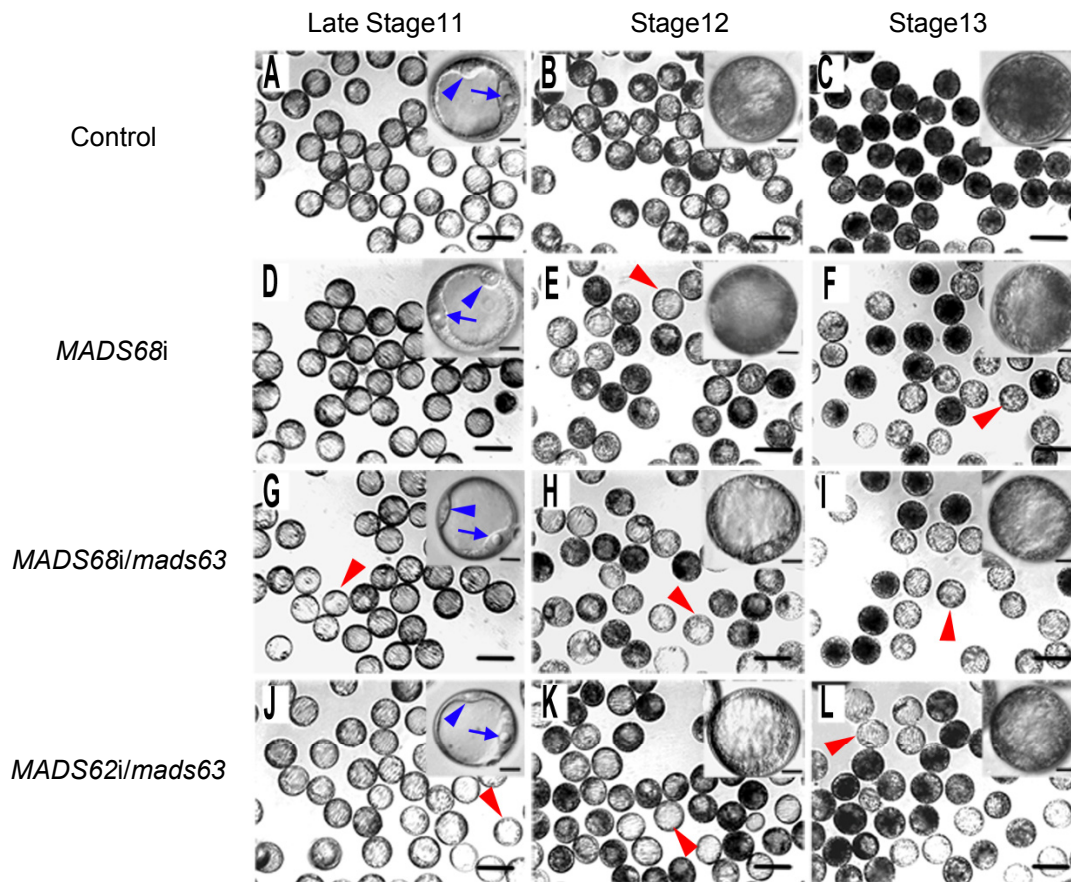 Late Stage11 Stage12 Stage13
Control A B C
MADS68i D E F
MADS68i/mads63 G H I
MADS62i/mads63 J K L